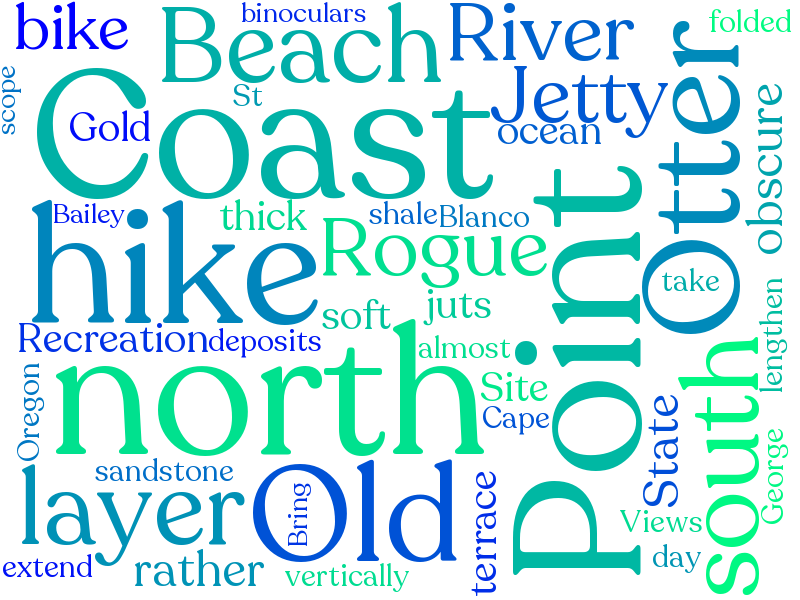 bike
binoculars
Beach
River
folded
scope
St
Jetty
Otter
Coast
Gold
ocean
obscure
Bailey
thick
shale
Blanco
Point
hike
Rogue
take
soft
juts
Recreation
deposits
almost
lengthen
north
Site
south
Oregon
Cape
State
George
sandstone
layer
Old
Bring
terrace
Views
day
extend
rather
vertically